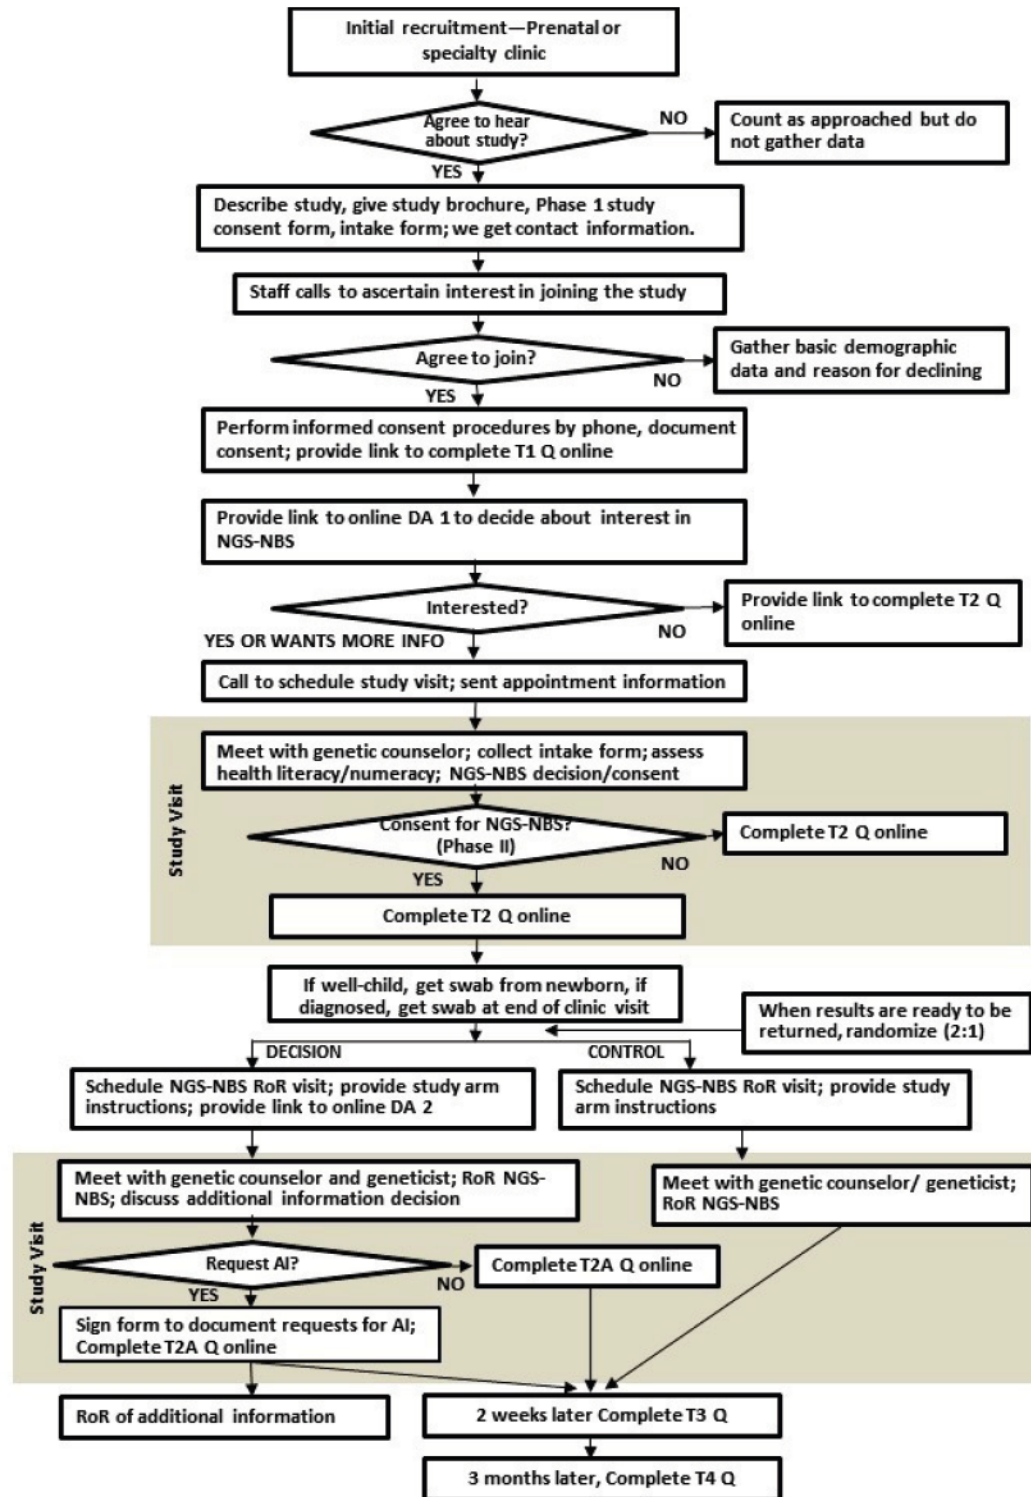 Initial recruitment—Prenatal or
specialty clinic
Agree to hear
about study?
NO
Count as approached but do
not gather data
YES
Describe study, give study brochure, Phase 1 study
consent form, intake form; we get contact information.
Staff calls to ascertain interest in joining the study
Agree to join?
NO
Gather basic demographic
data and reason for declining
YES
Perform informed consent procedures by phone, document
consent; provide link to complete T1 Q online
Provide link to online DA 1 to decide about interest in
NGS-NBS
Interested?
NO
Provide link to complete T2 Q
online
YES OR WANTS MORE INFO
Call to schedule study visit; sent appointment information
Study Visit
Meet with genetic counselor; collect intake form; assess
health literacy/numeracy; NGS-NBS decision/consent
Consent for NGS-NBS?
(Phase II)
NO
Complete T2 Q online
YES
Complete T2 Q online
If well-child, get swab from newborn, if
diagnosed, get swab at end of clinic visit
When results are ready to be
returned, randomize (2:1)
DECISION
CONTROL
Schedule NGS-NBS RoR visit; provide study arm
instructions; provide link to online DA 2
Schedule NGS-NBS RoR visit; provide study
arm instructions
Study Visit
Meet with genetic counselor and geneticist; RoR NGS-
NBS; discuss additional information decision
Meet with genetic counselor/ geneticist;
RoR NGS-NBS
Request AI?
NO
Complete T2A Q online
YES
Sign form to document requests for AI;
Complete T2A Q online
RoR of additional information
2 weeks later Complete T3 Q
3 months later, Complete T4 Q